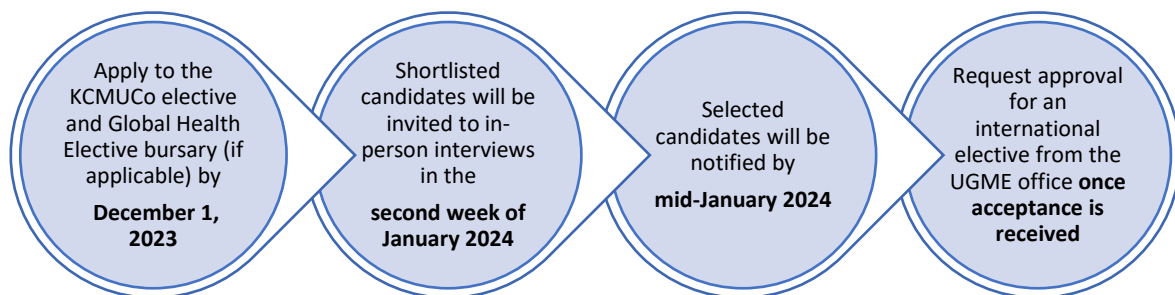 Apply to the
KCMUCo elective
and Global Health
Elective bursary (if
applicable) by
December 1,
2023
Shortlisted
candidates will be
invited to in-
person interviews
in the
second week of
January 2024
Selected
candidates will be
notified by
mid-January 2024
Request approval
for an
international
elective from the
UGME office once
acceptance is
received